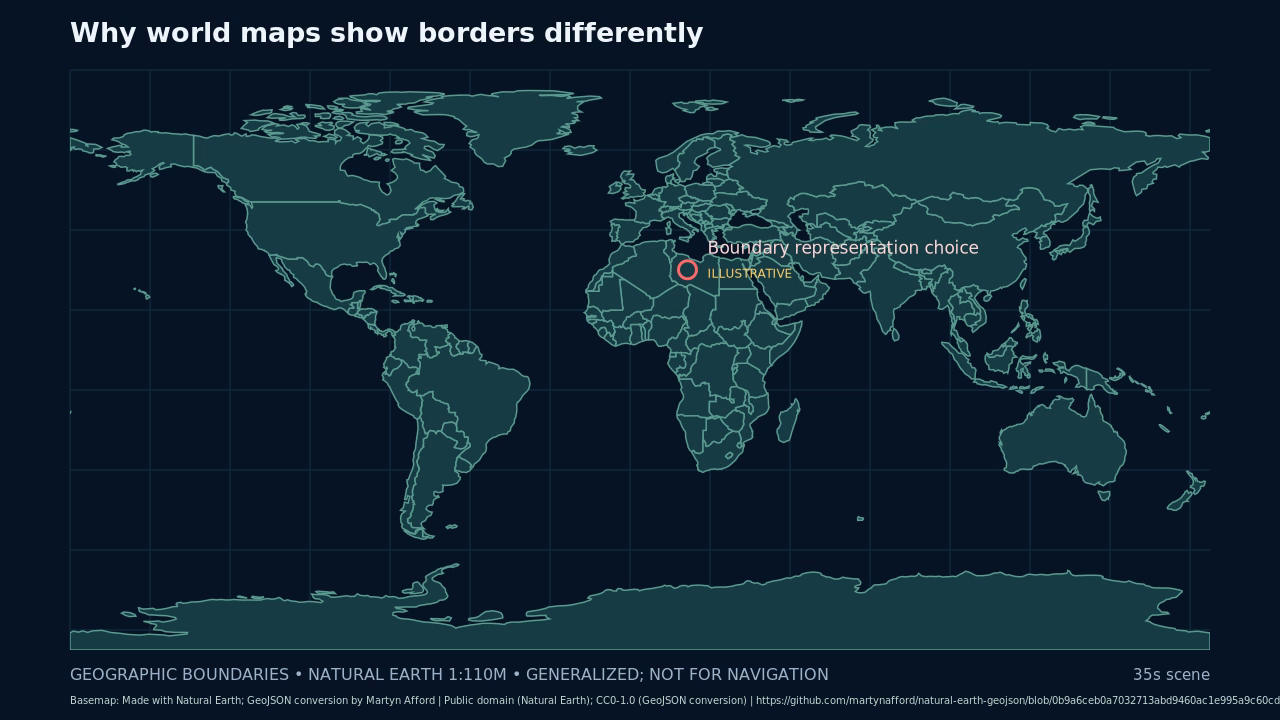 Why world maps show borders differently
Boundary representation choice
ILLUSTRATIVE
GEOGRAPHIC BOUNDARIES • NATURAL EARTH 1:110M • GENERALIZED; NOT FOR NAVIGATION
35s scene
Basemap: Made with Natural Earth; GeoJSON conversion by Martyn Afford | Public domain (Natural Earth); CC0-1.0 (GeoJSON conversion) | https://github.com/martynafford/natural-earth-geojson/blob/0b9a6ceb0a7032713abd9460ac1e995a9c60cd